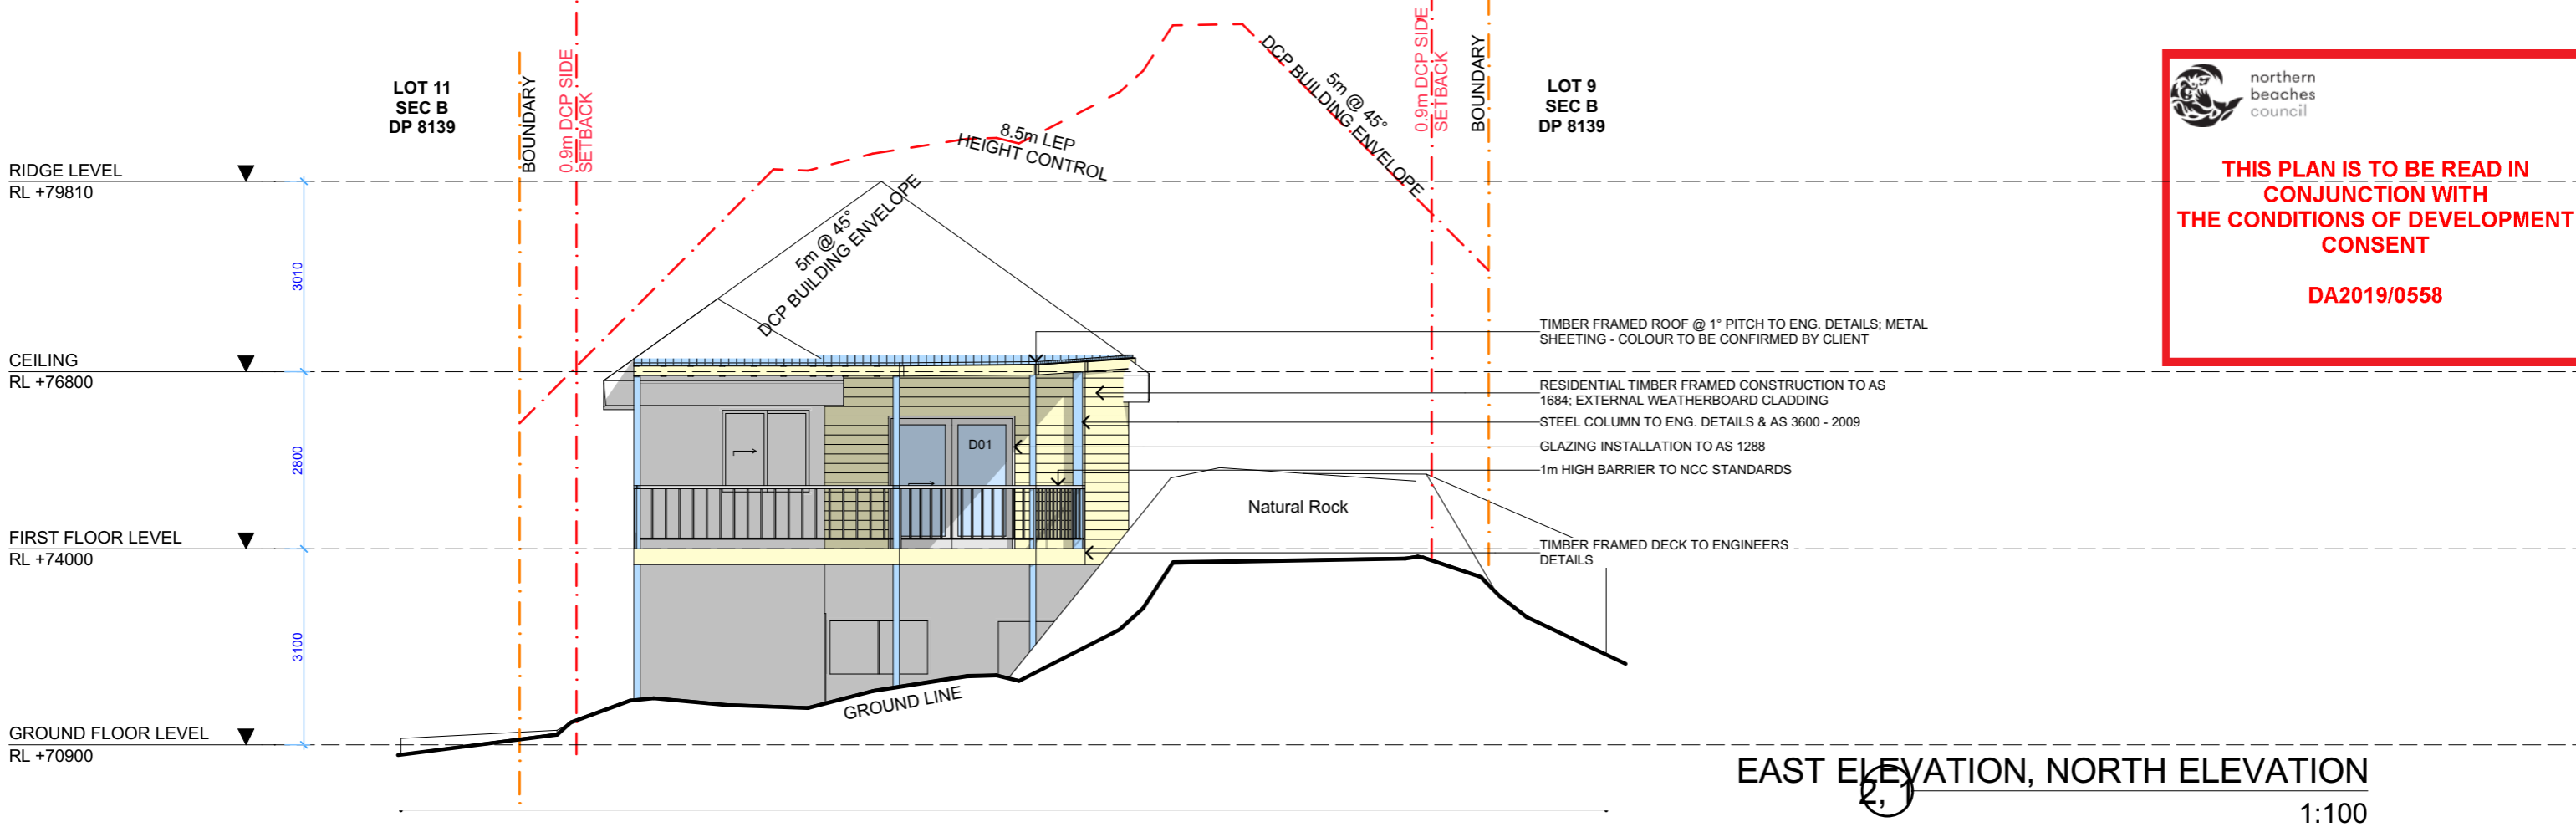 LOT 11
SEC B
DP 8139
BOUNDARY
0.9m DCP SIDE
SETBACK
8.5m LEP
HEIGHT CONTROL
DCP BUILDING ENVELOPE
5m @ 45°
0.9m DCP SIDE
SETBACK
BOUNDARY
LOT 9
SEC B
DP 8139
northern
beaches
council
THIS PLAN IS TO BE READ IN
CONJUNCTION WITH
THE CONDITIONS OF DEVELOPMENT
CONSENT
DA2019/0558
RIDGE LEVEL
RL +79810
3010
5m @ 45°
DCP BUILDING ENVELOPE
CEILING
RL +76800
2800
FIRST FLOOR LEVEL
RL +74000
3100
GROUND FLOOR LEVEL
RL +70900
D01
TIMBER FRAMED ROOF @ 1° PITCH TO ENG. DETAILS; METAL
SHEETING - COLOUR TO BE CONFIRMED BY CLIENT
RESIDENTIAL TIMBER FRAMED CONSTRUCTION TO AS
1684; EXTERNAL WEATHERBOARD CLADDING
STEEL COLUMN TO ENG. DETAILS & AS 3600 - 2009
GLAZING INSTALLATION TO AS 1288
1m HIGH BARRIER TO NCC STANDARDS
Natural Rock
TIMBER FRAMED DECK TO ENGINEERS
DETAILS
GROUND LINE
EAST ELEVATION, NORTH ELEVATION
2, 1
1:100